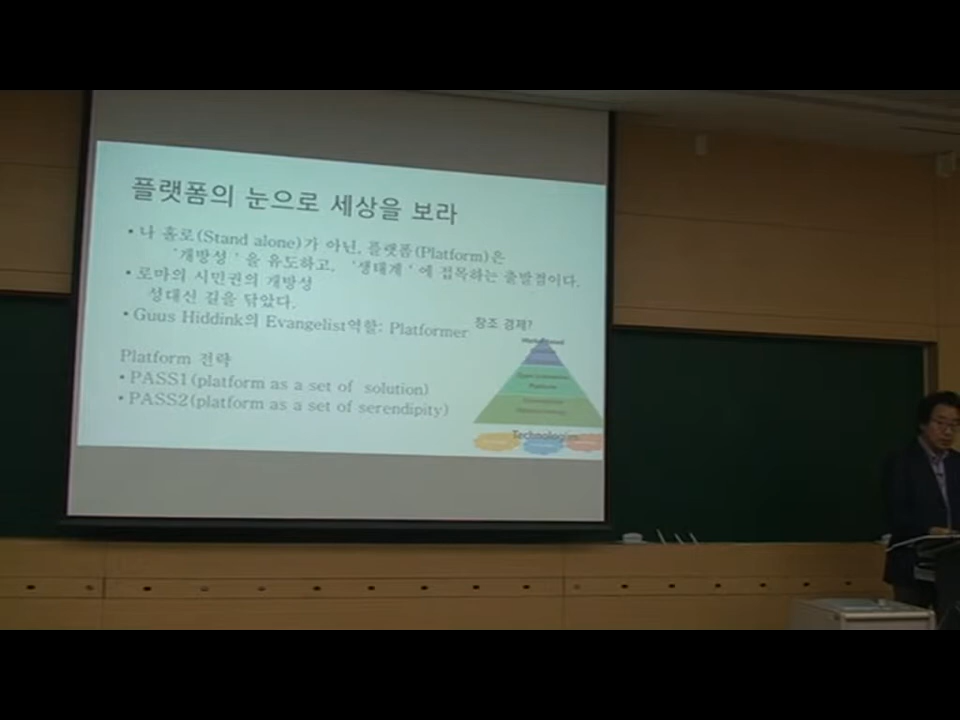 플랫폼의 눈으로 세상을 보라
• 나 홀로(Stand alone)가 아닌, 플랫폼(Platform)은
'개방성'을 유도하고, '생태계'에 접목하는 출발점이다.
• 로마의 시민권의 개방성
성대신 길을 닦았다.
• Guus Hiddink의 Evangelist역할: Platformer
창조 경제?
Platform 전략
• PASS1(platform as a set of solution)
• PASS2(platform as a set of serendipity)
Technologies